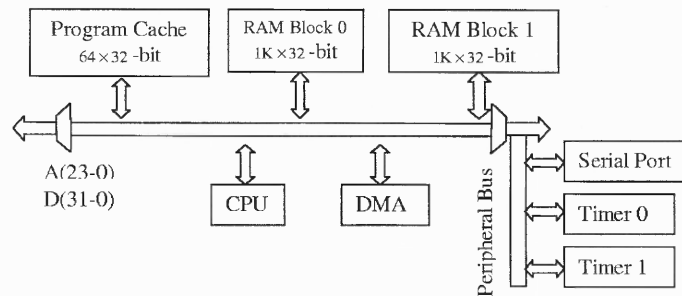 Program Cache
64×32 -bit
RAM Block 0
1K×32-bit
RAM Block 1
1K×32-bit
A(23-0)
D(31-0)
CPU
DMA
Peripheral Bus
Serial Port
Timer 0
Timer 1